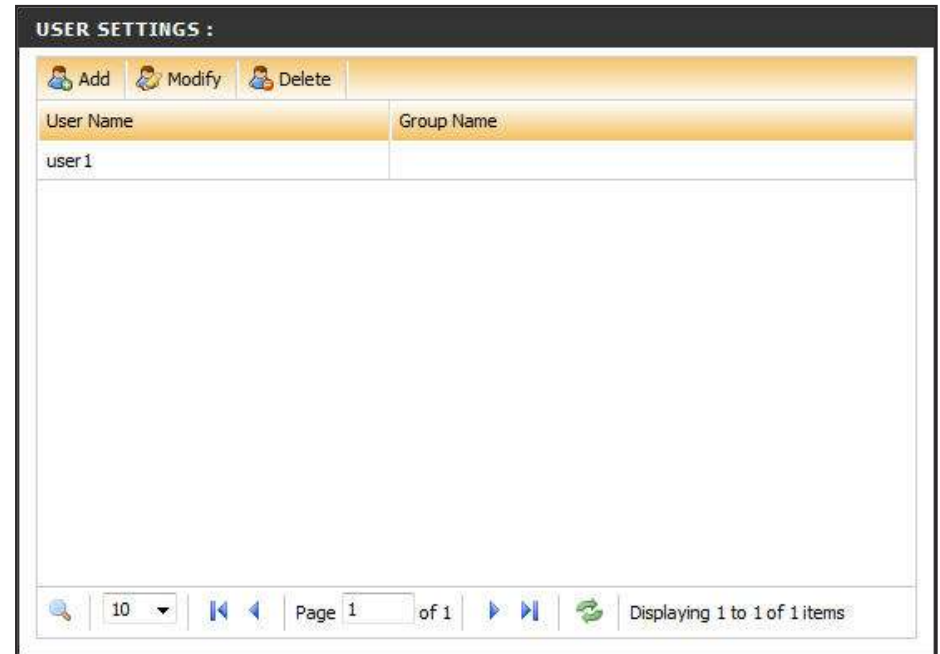 USER SETTINGS :
Add Modify Delete
User Name Group Name
user1
10 Page 1 of 1 Displaying 1 to 1 of 1 items